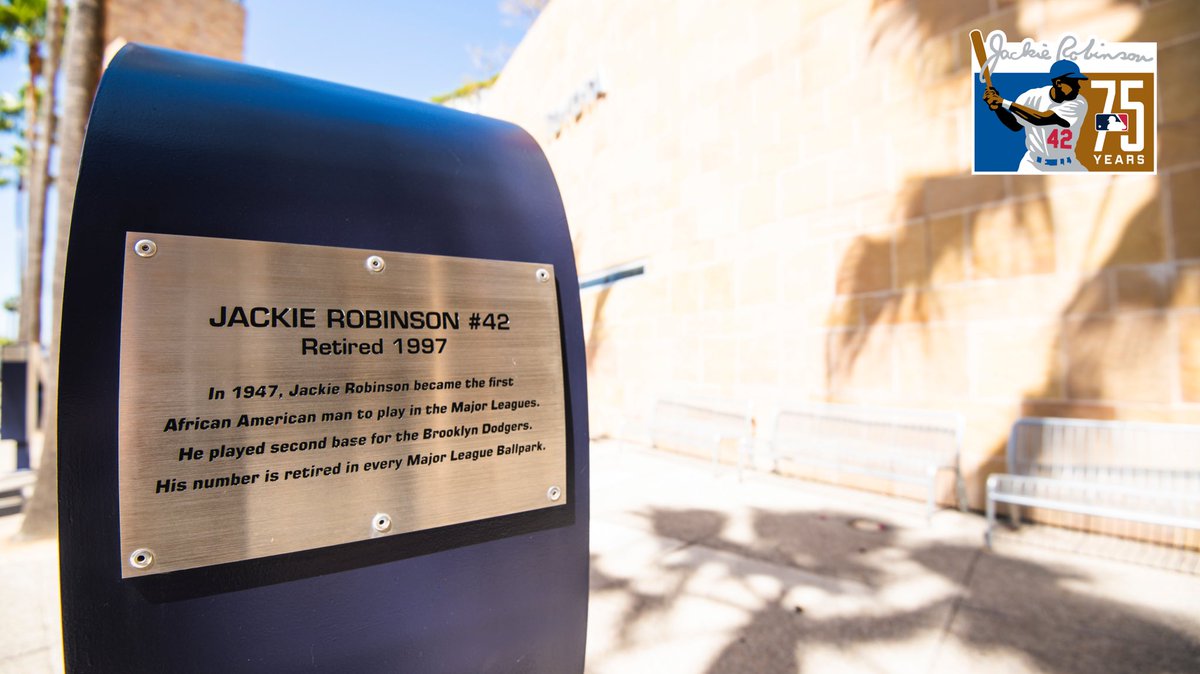 JACKIE ROBINSON #42
Retired 1997
In 1947, Jackie Robinson became the first
African American man to play in the Major Leagues.
He played second base for the Brooklyn Dodgers.
His number is retired in every Major League Ballpark.
Jackie Robinson
75
42
YEARS